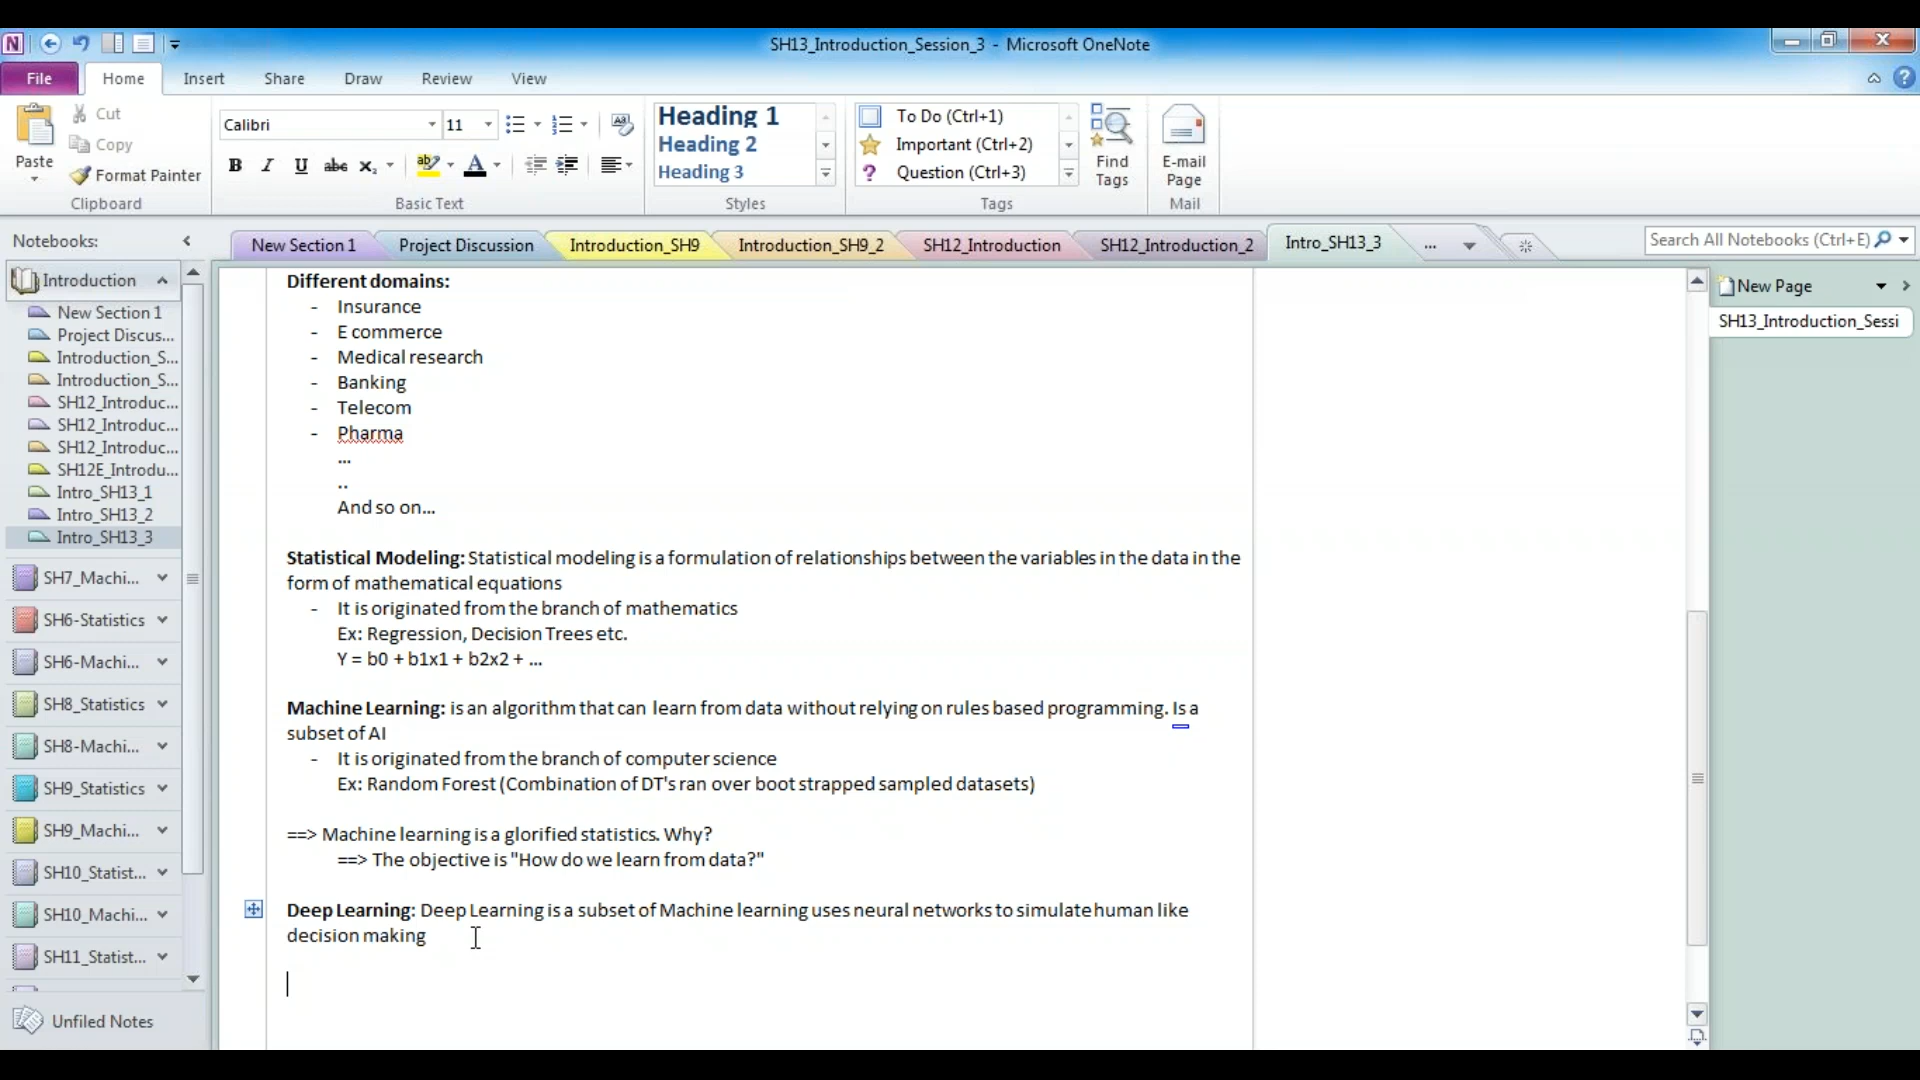 SH13_Introduction_Session_3 - Microsoft OneNote
File Home Insert Share Draw Review View
Paste
Cut
Copy
Format Painter
Clipboard
Calibri 11
B I U abc X₂ ab A
Basic Text
Heading 1
Heading 2
Heading 3
Styles
To Do (Ctrl+1)
Important (Ctrl+2)
Question (Ctrl+3)
Tags
Find
Tags
E-mail
Page
Mail
Notebooks:
New Section 1 Project Discussion Introduction_SH9 Introduction_SH9_2 SH12_Introduction SH12_Introduction_2 Intro_SH13_3 ...
Search All Notebooks (Ctrl+E)
Introduction
New Section 1
Project Discus...
Introduction_S...
Introduction_S...
SH12_Introduc...
SH12_Introduc...
SH12_Introduc...
SH12E_Introdu...
Intro_SH13_1
Intro_SH13_2
Intro_SH13_3
SH7_Machi...
SH6-Statistics
SH6-Machi...
SH8_Statistics
SH8-Machi...
SH9_Statistics
SH9_Machi...
SH10_Statist...
SH10_Machi...
SH11_Statist...
Unfiled Notes
Different domains:
- Insurance
- E commerce
- Medical research
- Banking
- Telecom
- Pharma
...
..
And so on...
Statistical Modeling: Statistical modeling is a formulation of relationships between the variables in the data in the
form of mathematical equations
- It is originated from the branch of mathematics
Ex: Regression, Decision Trees etc.
Y = b0 + b1x1 + b2x2 + ...
Machine Learning: is an algorithm that can learn from data without relying on rules based programming. Is a
subset of AI
- It is originated from the branch of computer science
Ex: Random Forest (Combination of DT's ran over boot strapped sampled datasets)
==> Machine learning is a glorified statistics. Why?
==> The objective is "How do we learn from data?"
Deep Learning: Deep Learning is a subset of Machine learning uses neural networks to simulate human like
decision making
New Page
SH13_Introduction_Sessi